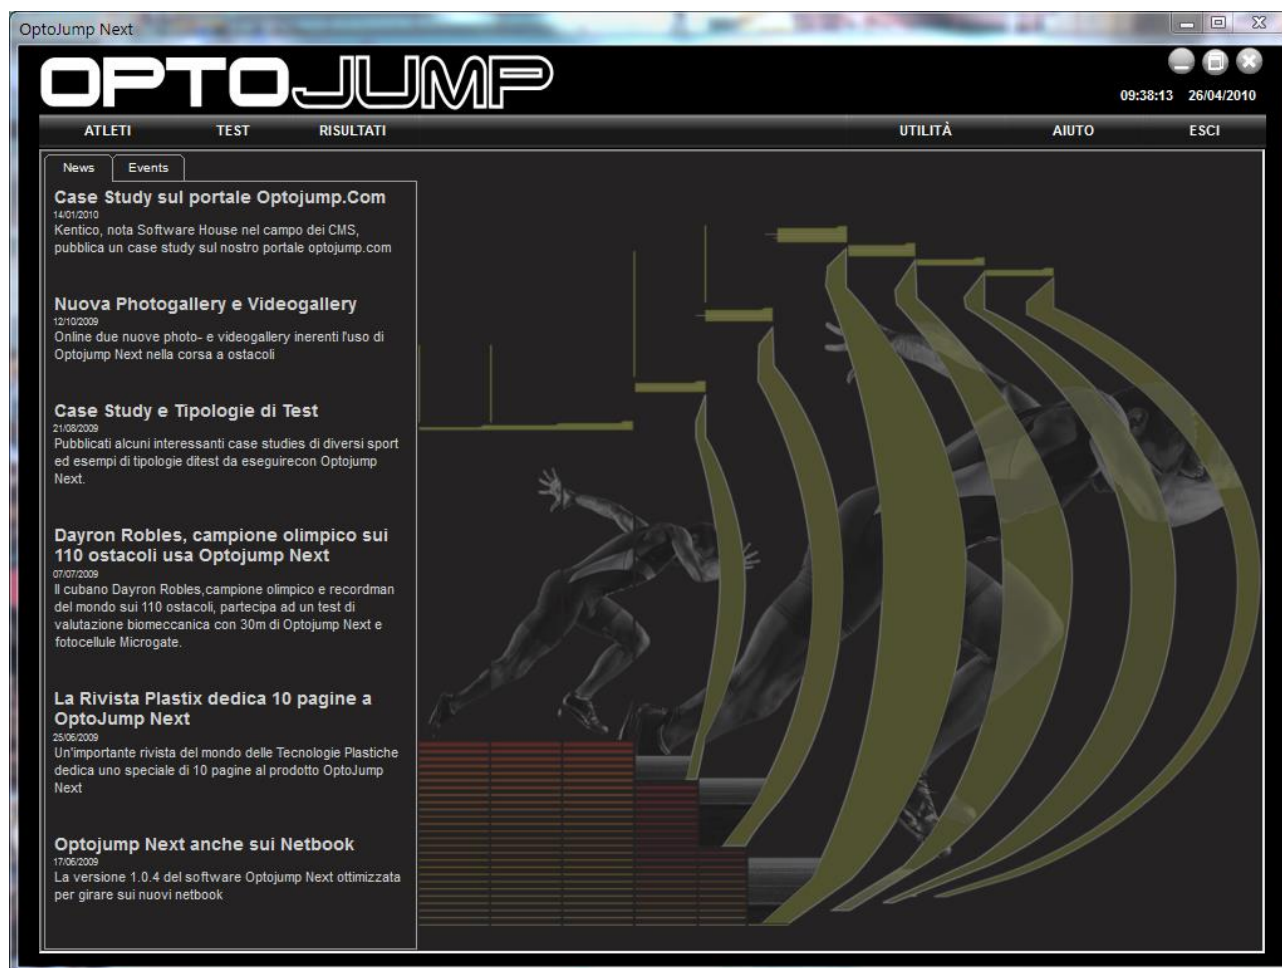 OptoJump Next
OPTOJUMP
09:38:13 26/04/2010
ATLETI TEST RISULTATI UTILITÀ AIUTO ESCI
News Events
Case Study sul portale Optojump.Com
14/01/2010
Kentico, nota Software House nel campo dei CMS,
pubblica un case study sul nostro portale optojump.com
Nuova Photogallery e Videogallery
12/10/2009
Online due nuove photo- e videogallery inerenti l'uso di
Optojump Next nella corsa a ostacoli
Case Study e Tipologie di Test
21/08/2009
Pubblicati alcuni interessanti case studies di diversi sport
ed esempi di tipologie ditest da eseguirecon Optojump
Next.
Dayron Robles, campione olimpico sui
110 ostacoli usa Optojump Next
07/07/2009
Il cubano Dayron Robles,campione olimpico e recordman
del mondo sui 110 ostacoli, partecipa ad un test di
valutazione biomeccanica con 30m di Optojump Next e
fotocellule Microgate.
La Rivista Plastix dedica 10 pagine a
OptoJump Next
25/06/2009
Un'importante rivista del mondo delle Tecnologie Plastiche
dedica uno speciale di 10 pagine al prodotto OptoJump
Next
Optojump Next anche sui Netbook
17/06/2009
La versione 1.0.4 del software Optojump Next ottimizzata
per girare sui nuovi netbook